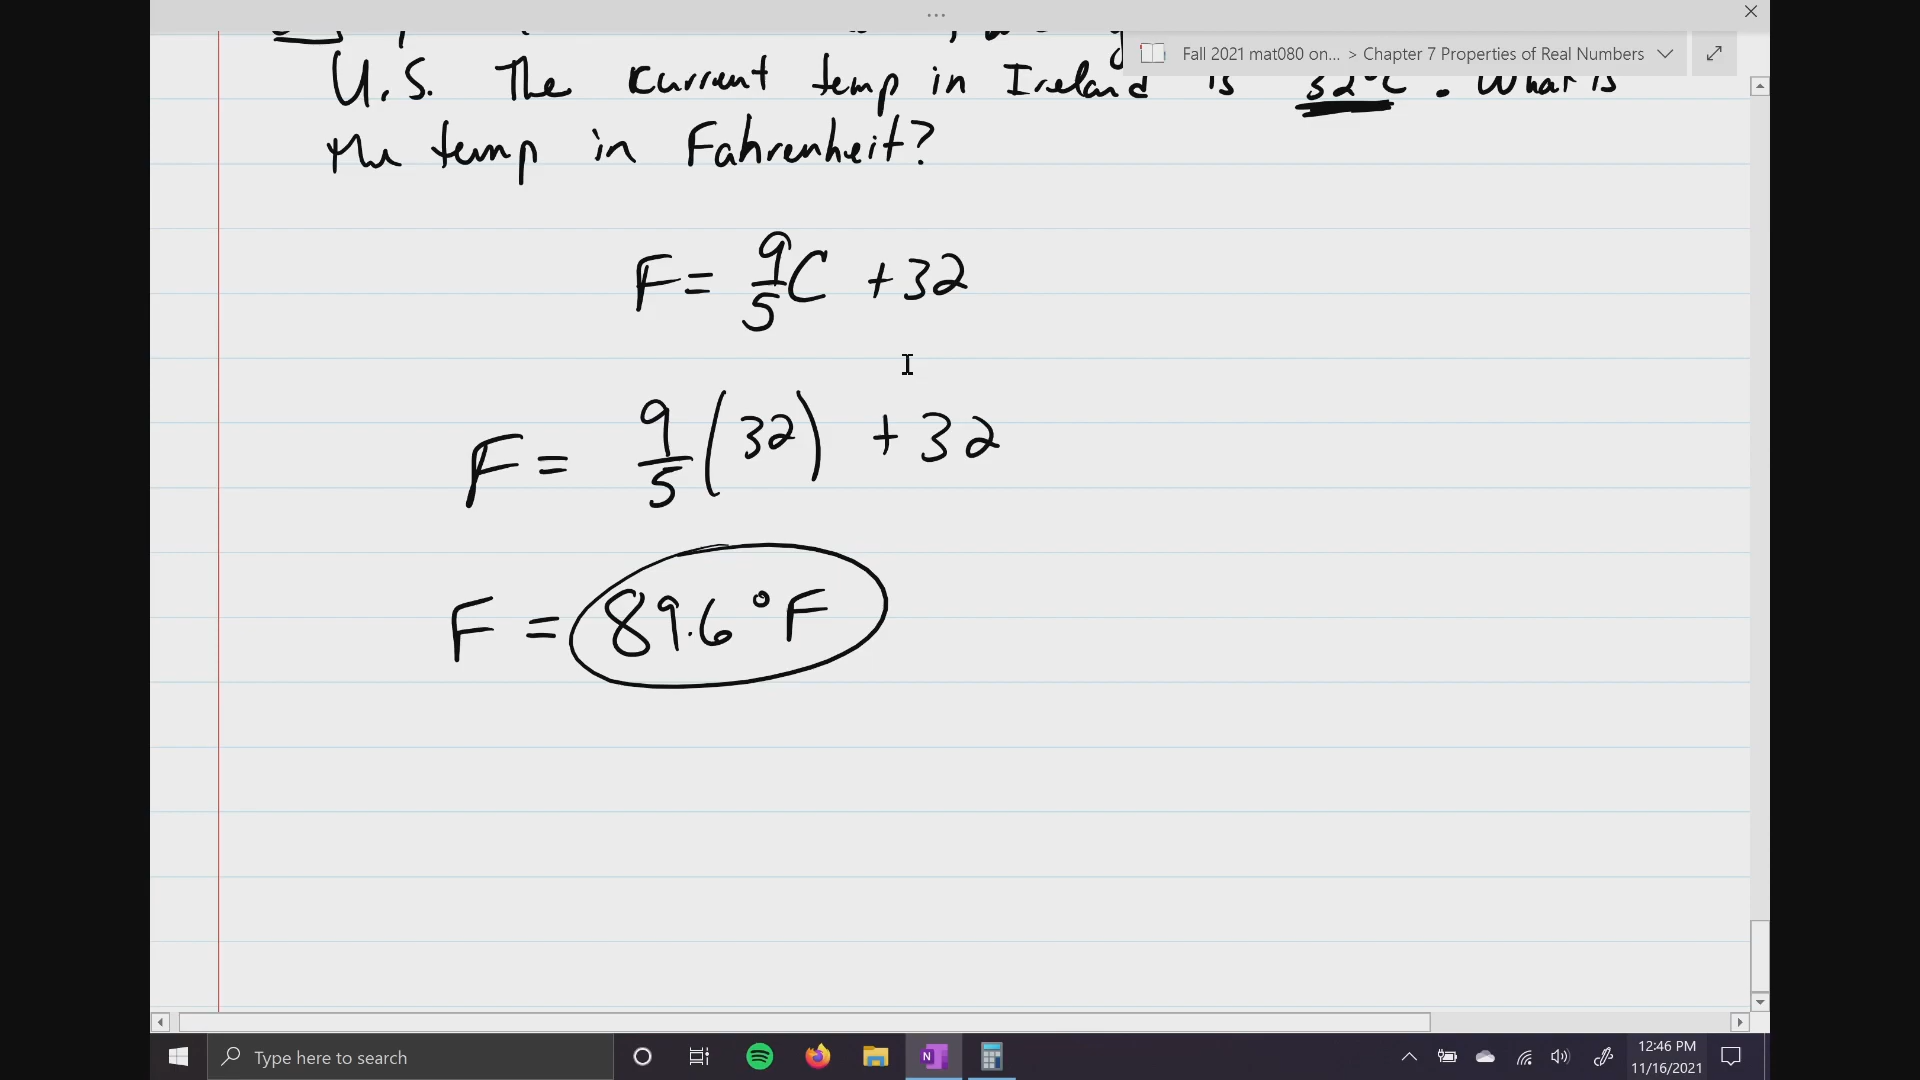 Fall 2021 mat080 on... > Chapter 7 Properties of Real Numbers
U.S. The current temp in Ireland is 32°C. What is
the temp in Fahrenheit?
F = 9/5 C + 32
F = 9/5 (32) + 32
F = 89.6 °F
Type here to search
12:46 PM
11/16/2021